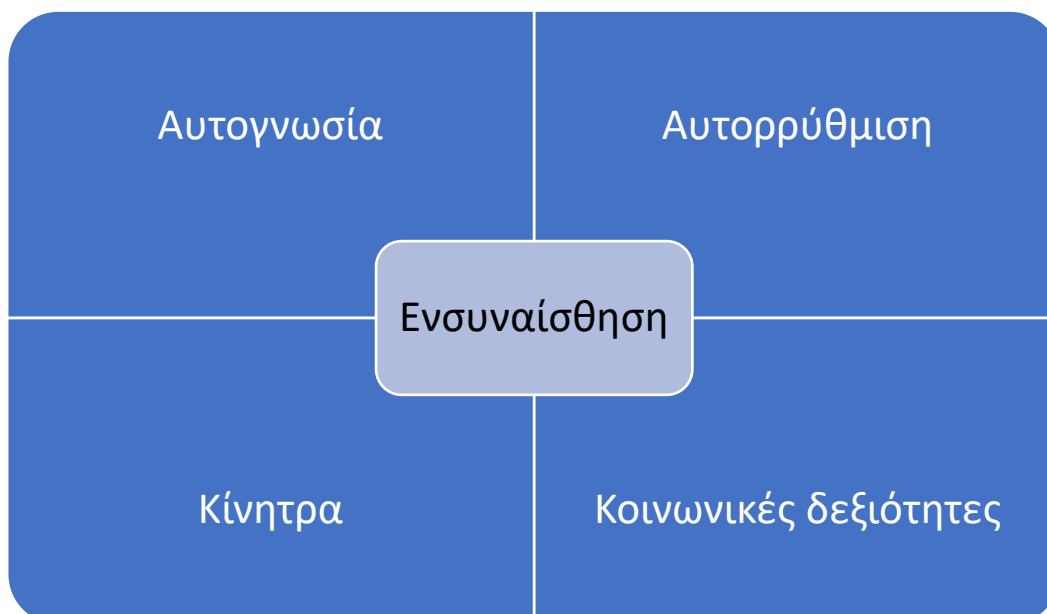 Αυτογνωσία
Αυτορρύθμιση
Ενσυναίσθηση
Κίνητρα
Κοινωνικές δεξιότητες